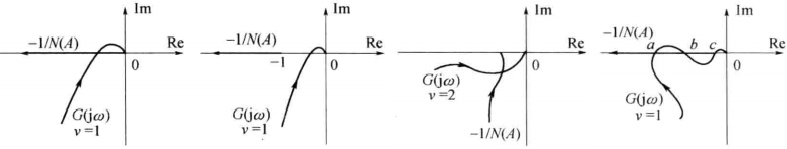 Im
−1/N(A)
Re
0
G(jω)
ν=1
Im
−1/N(A)
Re
−1
0
G(jω)
ν=1
Im
Re
0
G(jω)
ν=2
−1/N(A)
Im
−1/N(A)
Re
a b c
0
G(jω)
ν=1